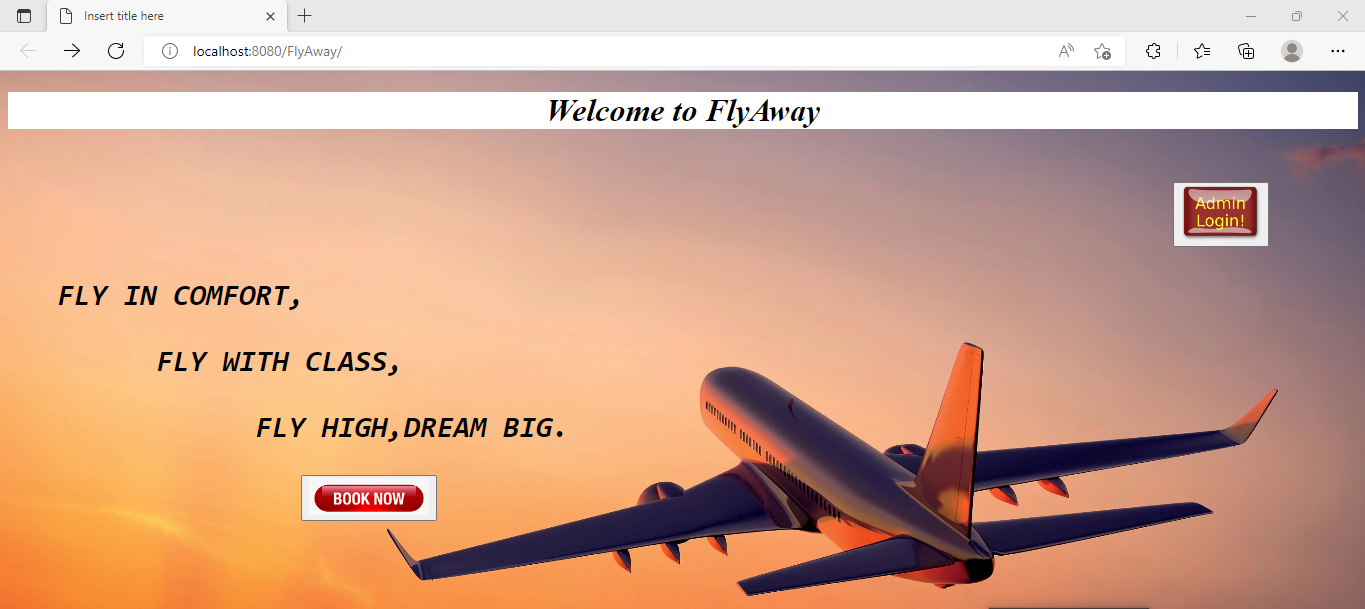 Insert title here
localhost:8080/FlyAway/
Welcome to FlyAway
Admin
Login!
FLY IN COMFORT,
FLY WITH CLASS,
FLY HIGH,DREAM BIG.
BOOK NOW